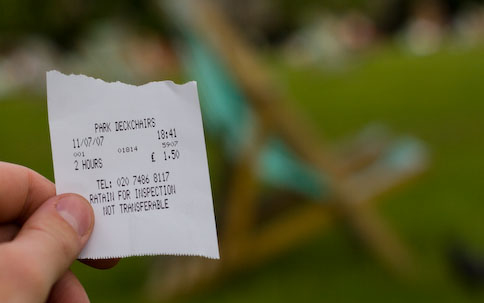 PARK DECKCHAIRS
11/07/07 18:41
001 01814 5907
2 HOURS £ 1.50
TEL: 020 7486 8117
RATAIN FOR INSPECTION
NOT TRANSFERABLE